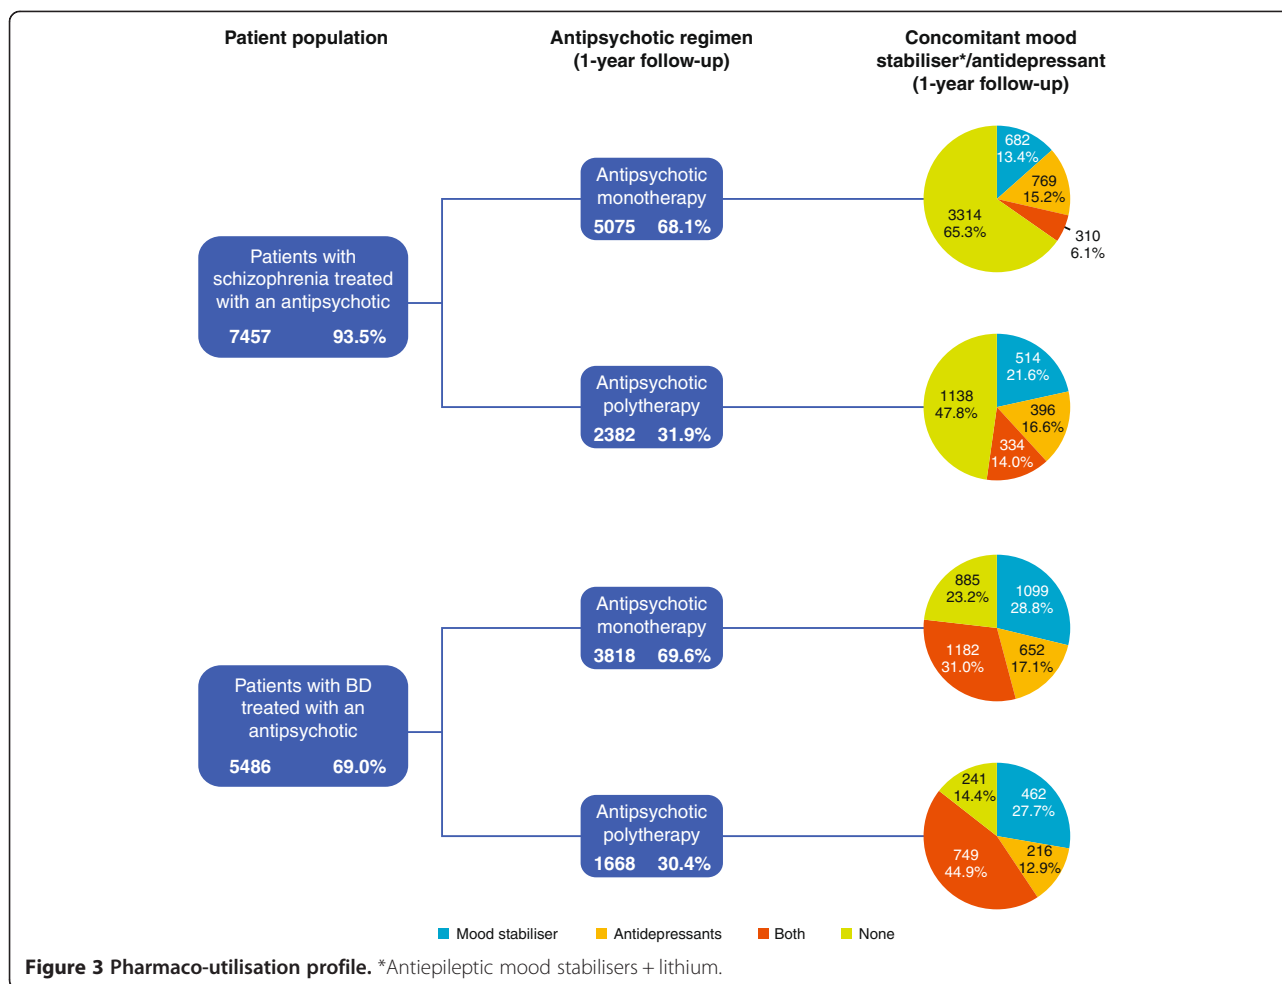 Patient population
Antipsychotic regimen
(1-year follow-up)
Concomitant mood
stabiliser*/antidepressant
(1-year follow-up)
Patients with
schizophrenia treated
with an antipsychotic
7457 93.5%
Antipsychotic
monotherapy
5075 68.1%
682
13.4%
769
15.2%
310
6.1%
3314
65.3%
Antipsychotic
polytherapy
2382 31.9%
514
21.6%
396
16.6%
334
14.0%
1138
47.8%
Patients with BD
treated with an
antipsychotic
5486 69.0%
Antipsychotic
monotherapy
3818 69.6%
1099
28.8%
652
17.1%
1182
31.0%
885
23.2%
Antipsychotic
polytherapy
1668 30.4%
462
27.7%
216
12.9%
749
44.9%
241
14.4%
Mood stabiliser Antidepressants Both None
Figure 3 Pharmaco-utilisation profile. *Antiepileptic mood stabilisers + lithium.